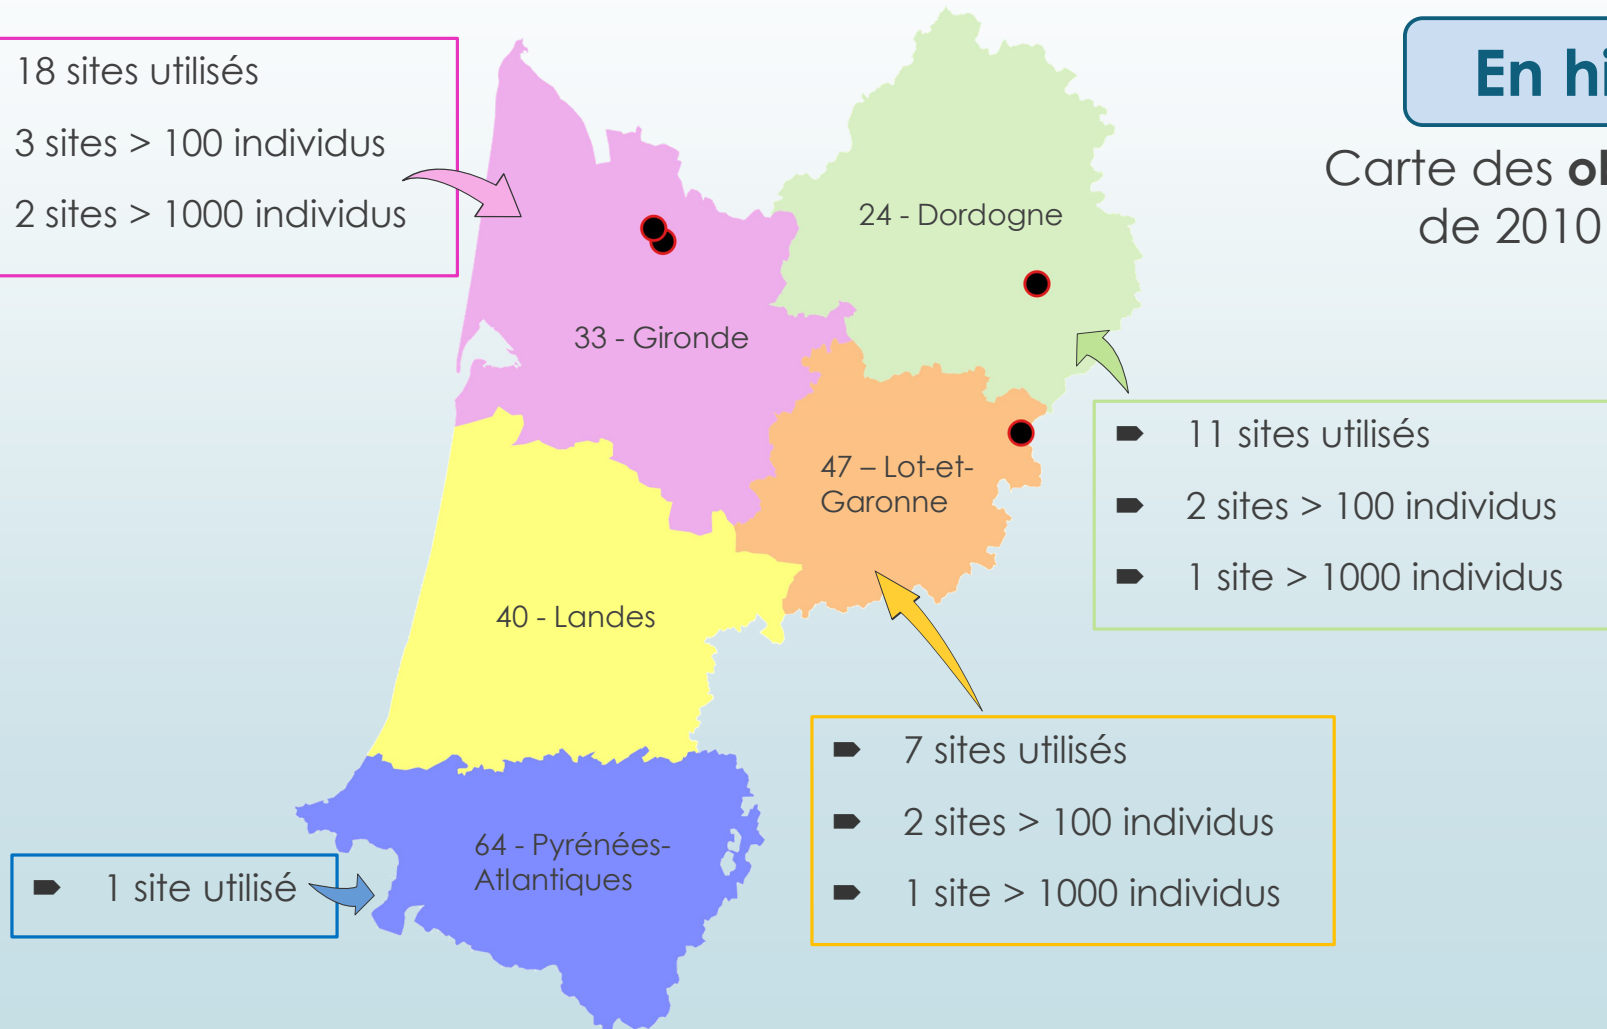 18 sites utilisés
3 sites > 100 individus
2 sites > 1000 individus
En
Carte des
de 2010
24 - Dordogne
33 - Gironde
47 – Lot-et-
Garonne
11 sites utilisés
2 sites > 100 individus
1 site > 1000 individus
40 - Landes
7 sites utilisés
2 sites > 100 individus
1 site > 1000 individus
64 - Pyrénées-
Atlantiques
1 site utilisé